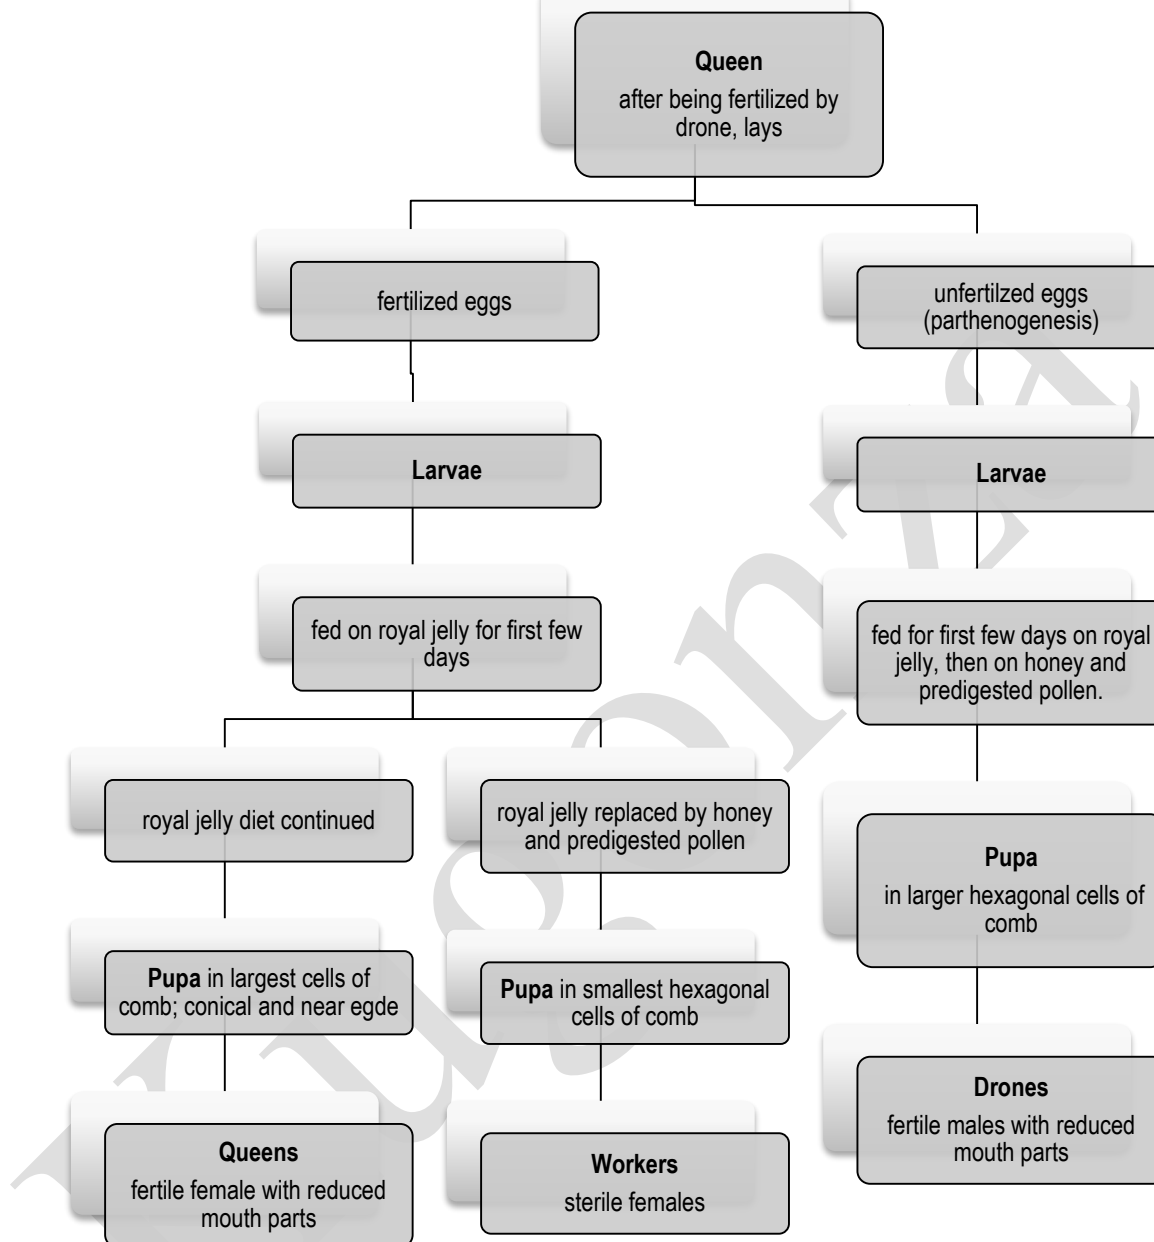 Queen
after being fertilized by
drone, lays
fertilized eggs
unfertilzed eggs
(parthenogenesis)
Larvae
Larvae
fed on royal jelly for first few
days
fed for first few days on royal
jelly, then on honey and
predigested pollen.
royal jelly diet continued
royal jelly replaced by honey
and predigested pollen
Pupa
in larger hexagonal cells of
comb
Pupa in largest cells of
comb; conical and near egde
Pupa in smallest hexagonal
cells of comb
Queens
fertile female with reduced
mouth parts
Workers
sterile females
Drones
fertile males with reduced
mouth parts
Kugonza